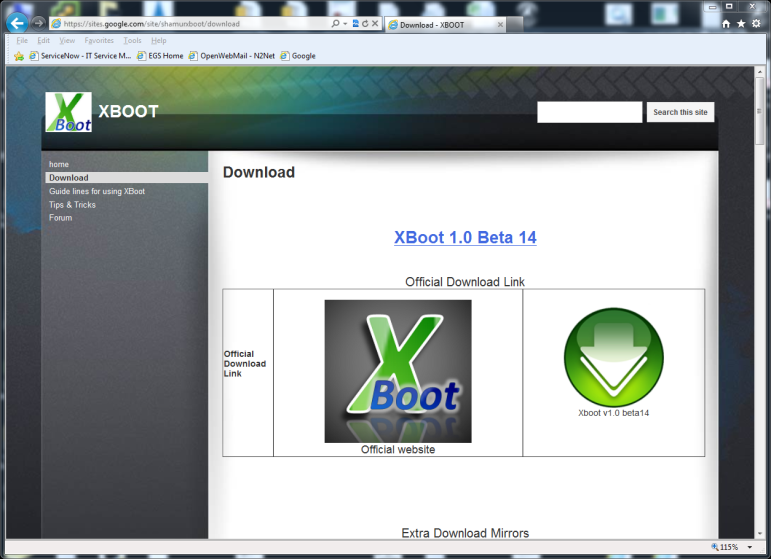 https://sites.google.com/site/shamunboot/download
Download - XBOOT
File Edit View Favorites Tools Help
ServiceNow - IT Service M... EGS Home OpenWebMail - N2Net Google
X
Boot
XBOOT
Search this site
home
Download
Guide lines for using XBoot
Tips & Tricks
Forum
Download
XBoot 1.0 Beta 14
Official Download Link
Official
Download
Link
X
Boot
Official website
Xboot v1.0 beta14
Extra Download Mirrors
115%